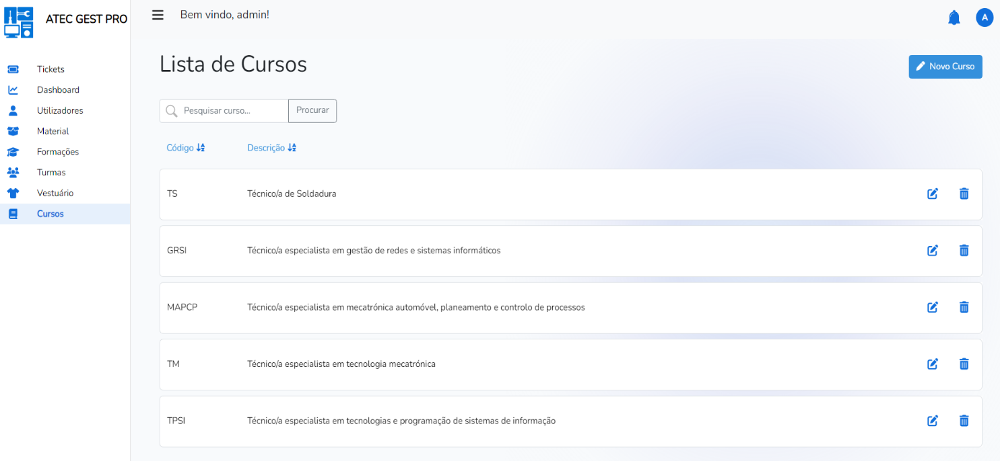 ATEC GEST PRO
Bem vindo, admin!
A
Tickets
Dashboard
Utilizadores
Material
Formações
Turmas
Vestuário
Cursos
Lista de Cursos
Novo Curso
Pesquisar curso...
Procurar
Código
Descrição
TS
Técnico/a de Soldadura
GRSI
Técnico/a especialista em gestão de redes e sistemas informáticos
MAPCP
Técnico/a especialista em mecatrónica automóvel, planeamento e controlo de processos
TM
Técnico/a especialista em tecnologia mecatrónica
TPSI
Técnico/a especialista em tecnologias e programação de sistemas de informação